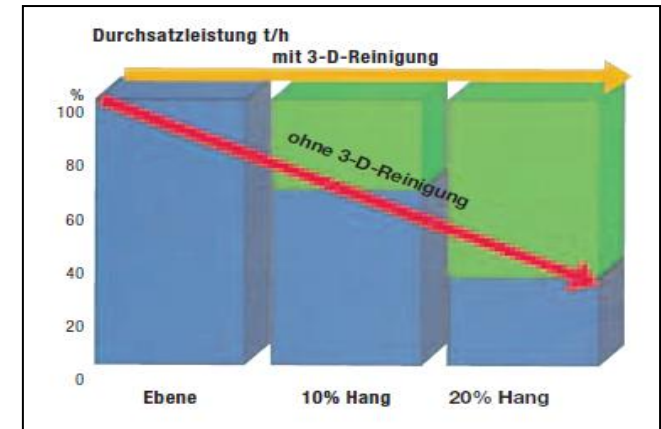 Durchsatzleistung t/h
mit 3-D-Reinigung
%
100
ohne 3-D-Reinigung
80
60
40
20
0
Ebene 10% Hang 20% Hang